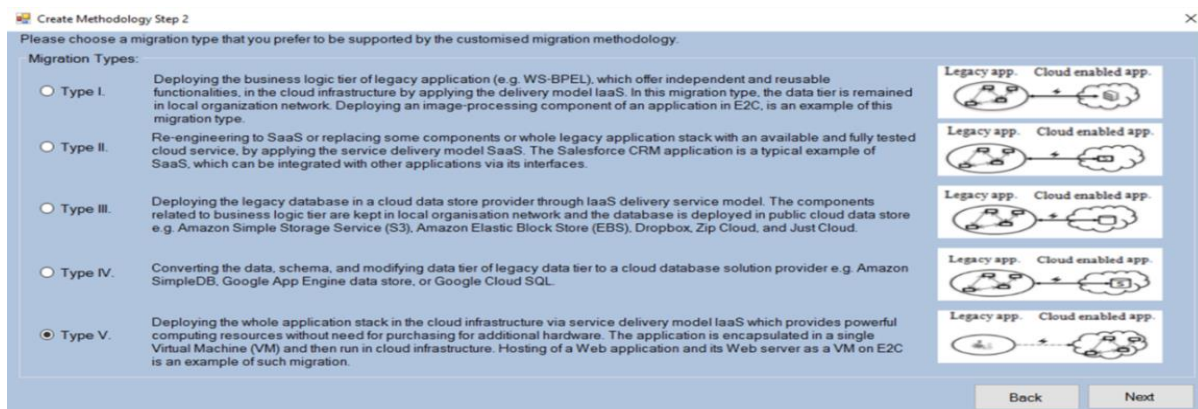 Create Methodology Step 2
Please choose a migration type that you prefer to be supported by the customised migration methodology.
Migration Types:
Type I.
Deploying the business logic tier of legacy application (e.g. WS-BPEL), which offer independent and reusable
functionalities, in the cloud infrastructure by applying the delivery model IaaS. In this migration type, the data tier is remained
in local organization network. Deploying an image-processing component of an application in E2C, is an example of this
migration type.
Legacy app. Cloud enabled app.
Type II.
Re-engineering to SaaS or replacing some components or whole legacy application stack with an available and fully tested
cloud service, by applying the service delivery model SaaS. The Salesforce CRM application is a typical example of
SaaS, which can be integrated with other applications via its interfaces.
Legacy app. Cloud enabled app.
Type III.
Deploying the legacy database in a cloud data store provider through IaaS delivery service model. The components
related to business logic tier are kept in local organisation network and the database is deployed in public cloud data store
e.g. Amazon Simple Storage Service (S3), Amazon Elastic Block Store (EBS), Dropbox, Zip Cloud, and Just Cloud.
Legacy app. Cloud enabled app.
Type IV.
Converting the data, schema, and modifying data tier of legacy data tier to a cloud database solution provider e.g. Amazon
SimpleDB, Google App Engine data store, or Google Cloud SQL.
Legacy app. Cloud enabled app.
Type V.
Deploying the whole application stack in the cloud infrastructure via service delivery model IaaS which provides powerful
computing resources without need for purchasing for additional hardware. The application is encapsulated in a single
Virtual Machine (VM) and then run in cloud infrastructure. Hosting of a Web application and its Web server as a VM on E2C
is an example of such migration.
Legacy app. Cloud enabled app.
Back
Next